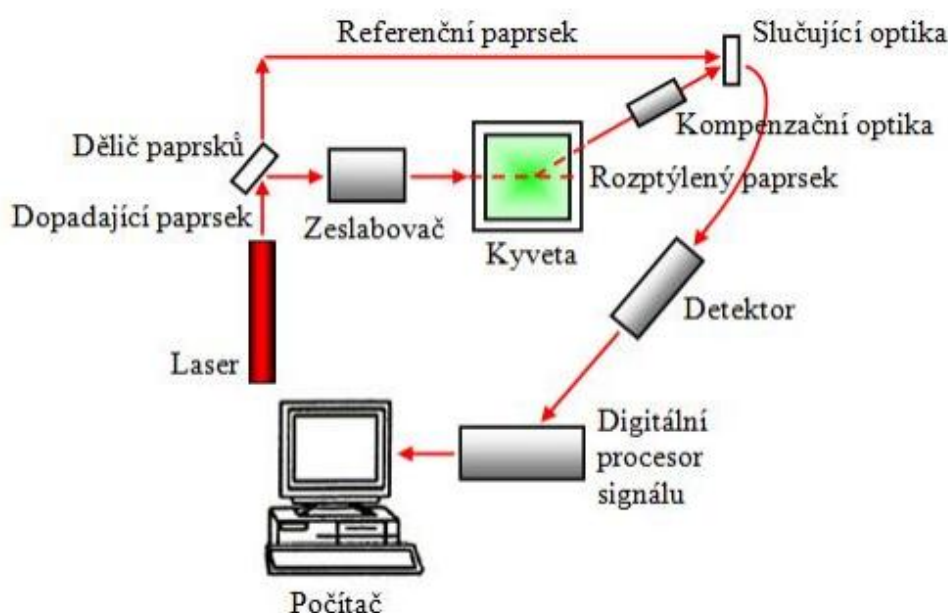 Referenční paprsek
Slučující optika
Dělič paprsků
Kompenzační optika
Dopadající paprsek
Zeslabovač
Rozptýlený paprsek
Kyveta
Detektor
Laser
Digitální
procesor
signálu
Počítač